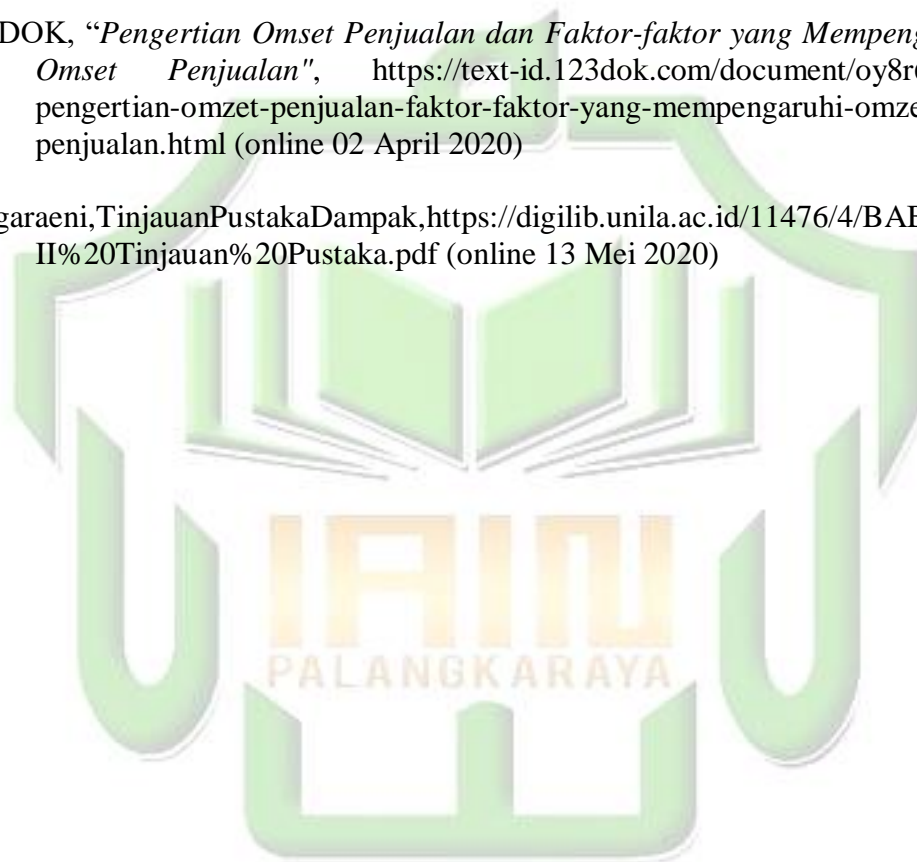 DOK, “Pengertian Omset Penjualan dan Faktor-faktor yang Mempeng
Omset Penjualan", https://text-id.123dok.com/document/oy8r
pengertian-omzet-penjualan-faktor-faktor-yang-mempengaruhi-omze
penjualan.html (online 02 April 2020)
garaeni,TinjauanPustakaDampak,https://digilib.unila.ac.id/11476/4/BAB
II%20Tinjauan%20Pustaka.pdf (online 13 Mei 2020)
IAIN
PALANGKARAYA